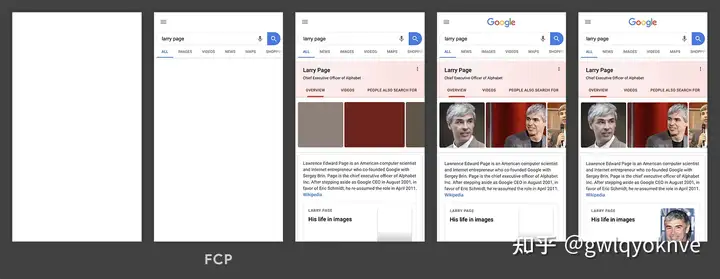 larry page
ALL IMAGES VIDEOS NEWS MAPS
FCP
larry page
ALL IMAGES VIDEOS NEWS MAPS
Larry Page
Chief Executive Officer of Alphabet
OVERVIEW VIDEOS PEOPLE ALSO SEARCH FOR
Lawrence Edward Page is an American computer scientist
and Internet entrepreneur who co-founded Google with
Sergey Brin. Page is the chief executive officer of Alphabet
Inc. After stepping aside as Google CEO in August 2001, in
favor of Eric Schmidt, he re-assumed the role in April 2011.
Wikipedia
LARRY PAGE
His life in images
Google
larry page
ALL IMAGES VIDEOS NEWS MAPS
Larry Page
Chief Executive Officer of Alphabet
OVERVIEW VIDEOS PEOPLE ALSO SEARCH FOR
Lawrence Edward Page is an American computer scientist
and Internet entrepreneur who co-founded Google with
Sergey Brin. Page is the chief executive officer of Alphabet
Inc. After stepping aside as Google CEO in August 2001, in
favor of Eric Schmidt, he re-assumed the role in April 2011.
Wikipedia
LARRY PAGE
His life in images
Google
larry page
ALL IMAGES VIDEOS NEWS MAPS
Larry Page
Chief Executive Officer of Alphabet
OVERVIEW VIDEOS PEOPLE ALSO SEARCH FOR
Lawrence Edward Page is an American computer scientist
and Internet entrepreneur who co-founded Google with
Sergey Brin. Page is the chief executive officer of Alphabet
Inc. After stepping aside as Google CEO in August 2001, in
favor of Eric Schmidt, he re-assumed the role in April 2011.
Wikipedia
LARRY PAGE
His life in images
知乎 @gwlqyoknve